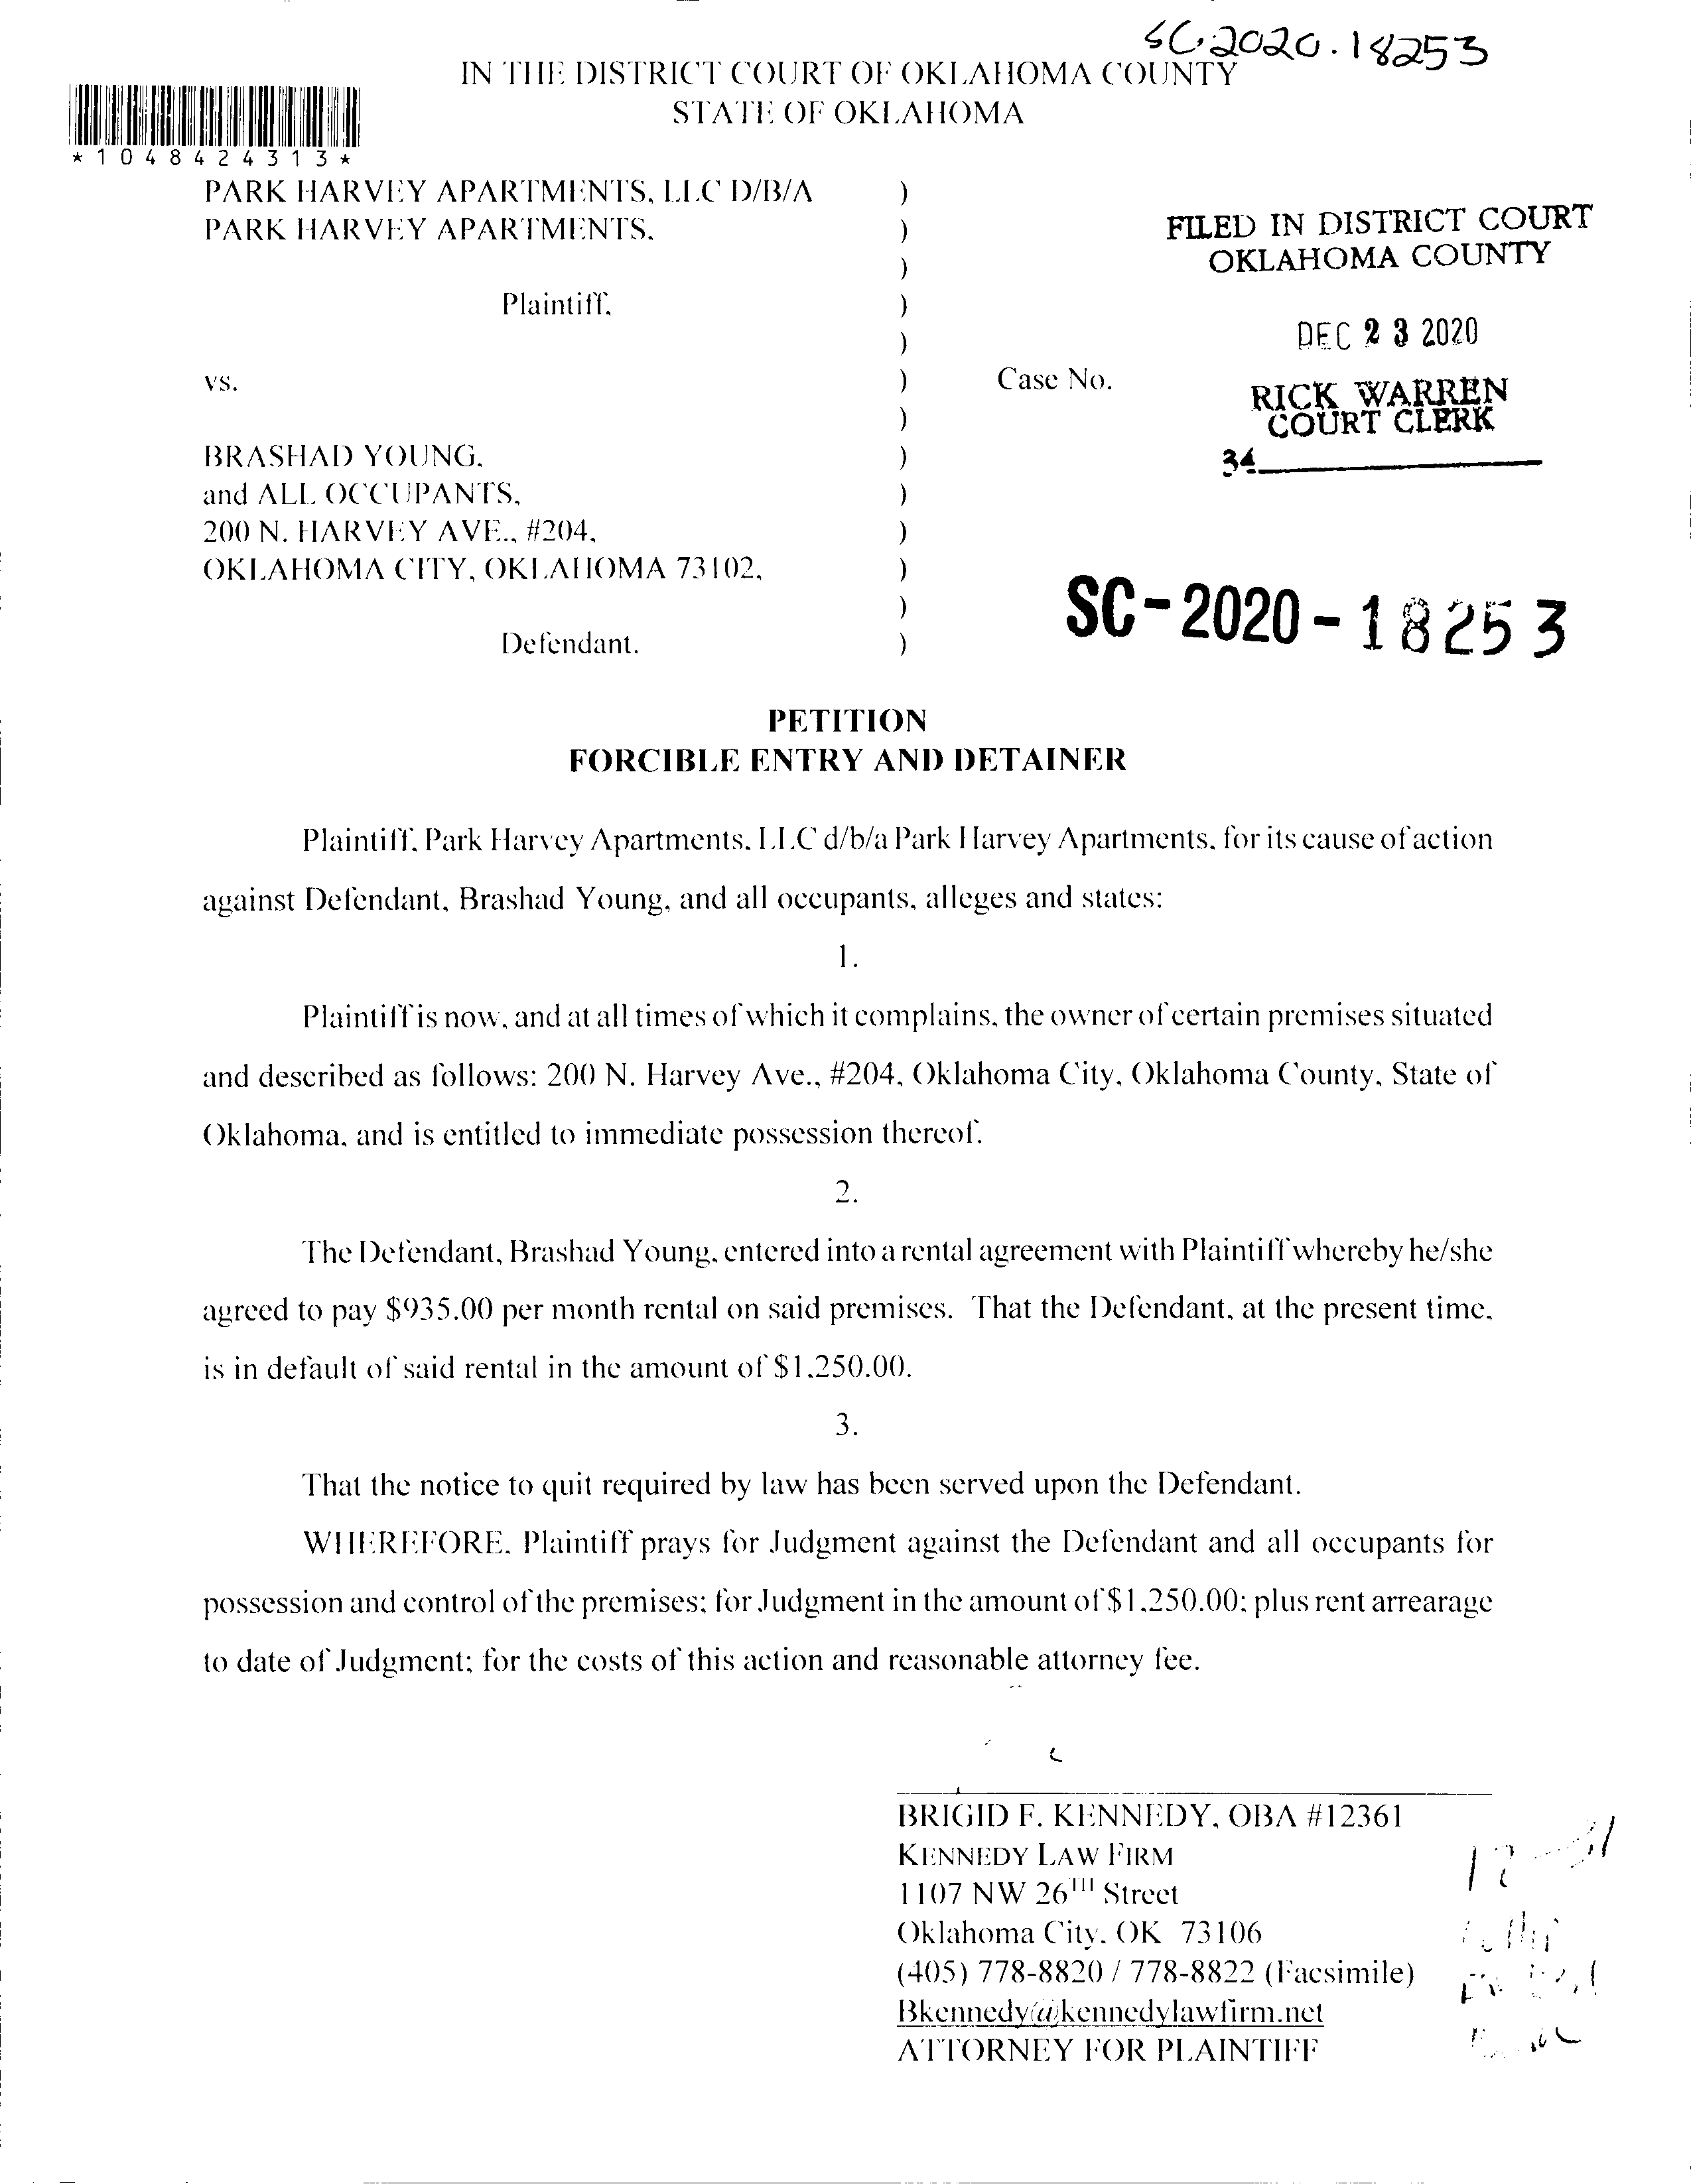 SC.2020.18253
IN THE DISTRICT COURT OF OKLAHOMA COUNTY
STATE OF OKLAHOMA
*1048424313*
PARK HARVEY APARTMENTS, LLC D/B/A )
PARK HARVEY APARTMENTS, )
)
FILED IN DISTRICT COURT
OKLAHOMA COUNTY
Plaintiff, )
)
DEC 23 2020
vs. ) Case No.
)
RICK WARREN
COURT CLERK
34
BRASHAD YOUNG, )
and ALL OCCUPANTS, )
200 N. HARVEY AVE., #204, )
OKLAHOMA CITY, OKLAHOMA 73102, )
)
SC-2020-18253
Defendant. )
PETITION
FORCIBLE ENTRY AND DETAINER
Plaintiff, Park Harvey Apartments, LLC d/b/a Park Harvey Apartments, for its cause of action
against Defendant, Brashad Young, and all occupants, alleges and states:
1.
Plaintiff is now, and at all times of which it complains, the owner of certain premises situated
and described as follows: 200 N. Harvey Ave., #204, Oklahoma City, Oklahoma County, State of
Oklahoma, and is entitled to immediate possession thereof.
2.
The Defendant, Brashad Young, entered into a rental agreement with Plaintiff whereby he/she
agreed to pay $935.00 per month rental on said premises. That the Defendant, at the present time,
is in default of said rental in the amount of $1,250.00.
3.
That the notice to quit required by law has been served upon the Defendant.
WHEREFORE, Plaintiff prays for Judgment against the Defendant and all occupants for
possession and control of the premises; for Judgment in the amount of $1,250.00; plus rent arrearage
to date of Judgment; for the costs of this action and reasonable attorney fee.
BRIGID F. KENNEDY, OBA #12361
KENNEDY LAW FIRM
1107 NW 26TH Street
Oklahoma City, OK 73106
(405) 778-8820 / 778-8822 (Facsimile)
Bkennedy@kennedylawfirm.net
ATTORNEY FOR PLAINTIFF